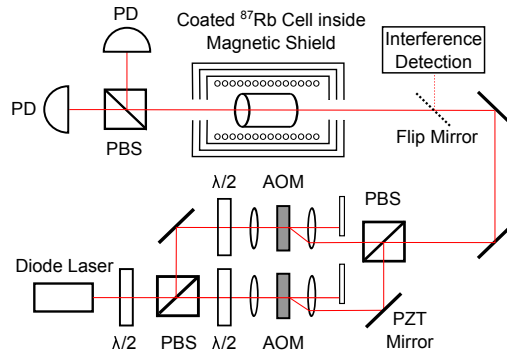 PD
Coated ⁸⁷Rb Cell inside
Magnetic Shield
Interference
Detection
PD
PBS
Flip Mirror
λ/2
AOM
PBS
Diode Laser
λ/2
PBS
λ/2
AOM
PZT
Mirror